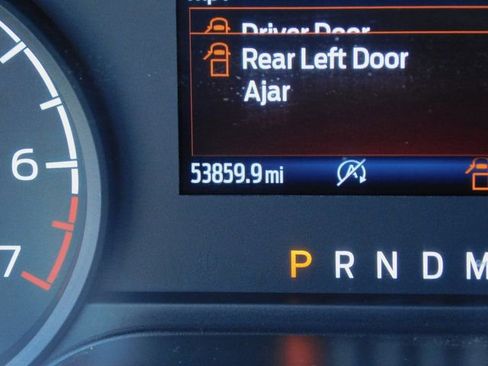 Driver Door
Rear Left Door
Ajar
53859.9 mi
6
7
P R N D M